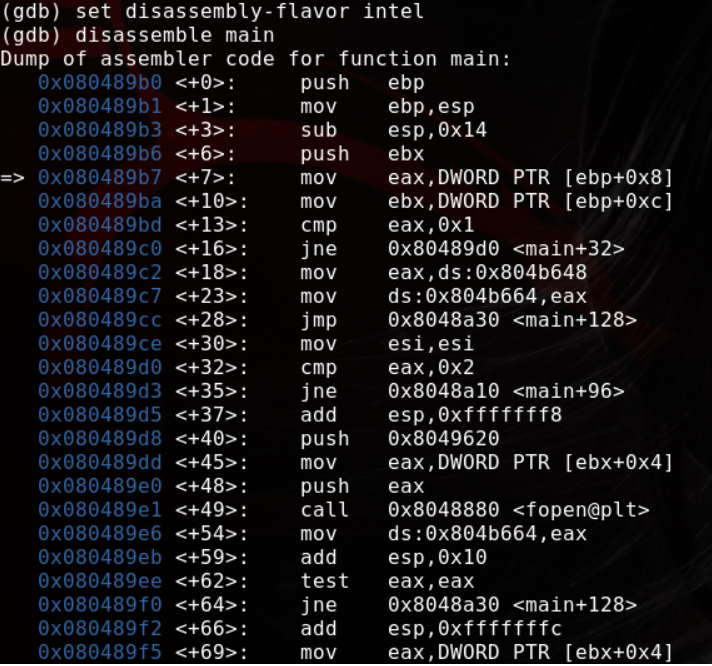 (gdb) set disassembly-flavor intel
(gdb) disassemble main
Dump of assembler code for function main:
   0x080489b0 <+0>:     push   ebp
   0x080489b1 <+1>:     mov    ebp,esp
   0x080489b3 <+3>:     sub    esp,0x14
   0x080489b6 <+6>:     push   ebx
=> 0x080489b7 <+7>:     mov    eax,DWORD PTR [ebp+0x8]
   0x080489ba <+10>:    mov    ebx,DWORD PTR [ebp+0xc]
   0x080489bd <+13>:    cmp    eax,0x1
   0x080489c0 <+16>:    jne    0x80489d0 <main+32>
   0x080489c2 <+18>:    mov    eax,ds:0x804b648
   0x080489c7 <+23>:    mov    ds:0x804b664,eax
   0x080489cc <+28>:    jmp    0x8048a30 <main+128>
   0x080489ce <+30>:    mov    esi,esi
   0x080489d0 <+32>:    cmp    eax,0x2
   0x080489d3 <+35>:    jne    0x8048a10 <main+96>
   0x080489d5 <+37>:    add    esp,0xfffffff8
   0x080489d8 <+40>:    push   0x8049620
   0x080489dd <+45>:    mov    eax,DWORD PTR [ebx+0x4]
   0x080489e0 <+48>:    push   eax
   0x080489e1 <+49>:    call   0x8048880 <fopen@plt>
   0x080489e6 <+54>:    mov    ds:0x804b664,eax
   0x080489eb <+59>:    add    esp,0x10
   0x080489ee <+62>:    test   eax,eax
   0x080489f0 <+64>:    jne    0x8048a30 <main+128>
   0x080489f2 <+66>:    add    esp,0xfffffffc
   0x080489f5 <+69>:    mov    eax,DWORD PTR [ebx+0x4]